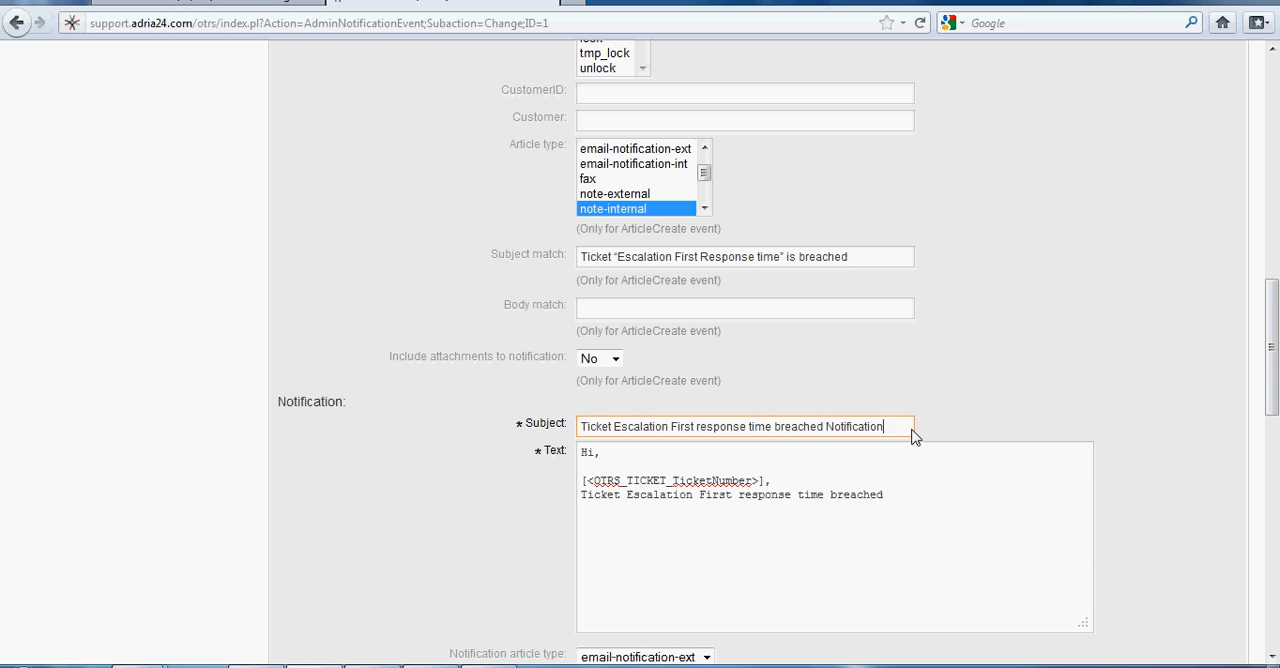 support.adria24.com/otrs/index.pl?Action=AdminNotificationEvent;Subaction=Change;ID=1
Google
tmp_lock
unlock
CustomerID:
Customer:
Article type:
email-notification-ext
email-notification-int
fax
note-external
note-internal
(Only for ArticleCreate event)
Subject match:
Ticket “Escalation First Response time” is breached
(Only for ArticleCreate event)
Body match:
(Only for ArticleCreate event)
Include attachments to notification:
No
(Only for ArticleCreate event)
Notification:
* Subject:
Ticket Escalation First response time breached Notification
* Text:
Hi,
[<OTRS_TICKET_TicketNumber>],
Ticket Escalation First response time breached
Notification article type:
email-notification-ext